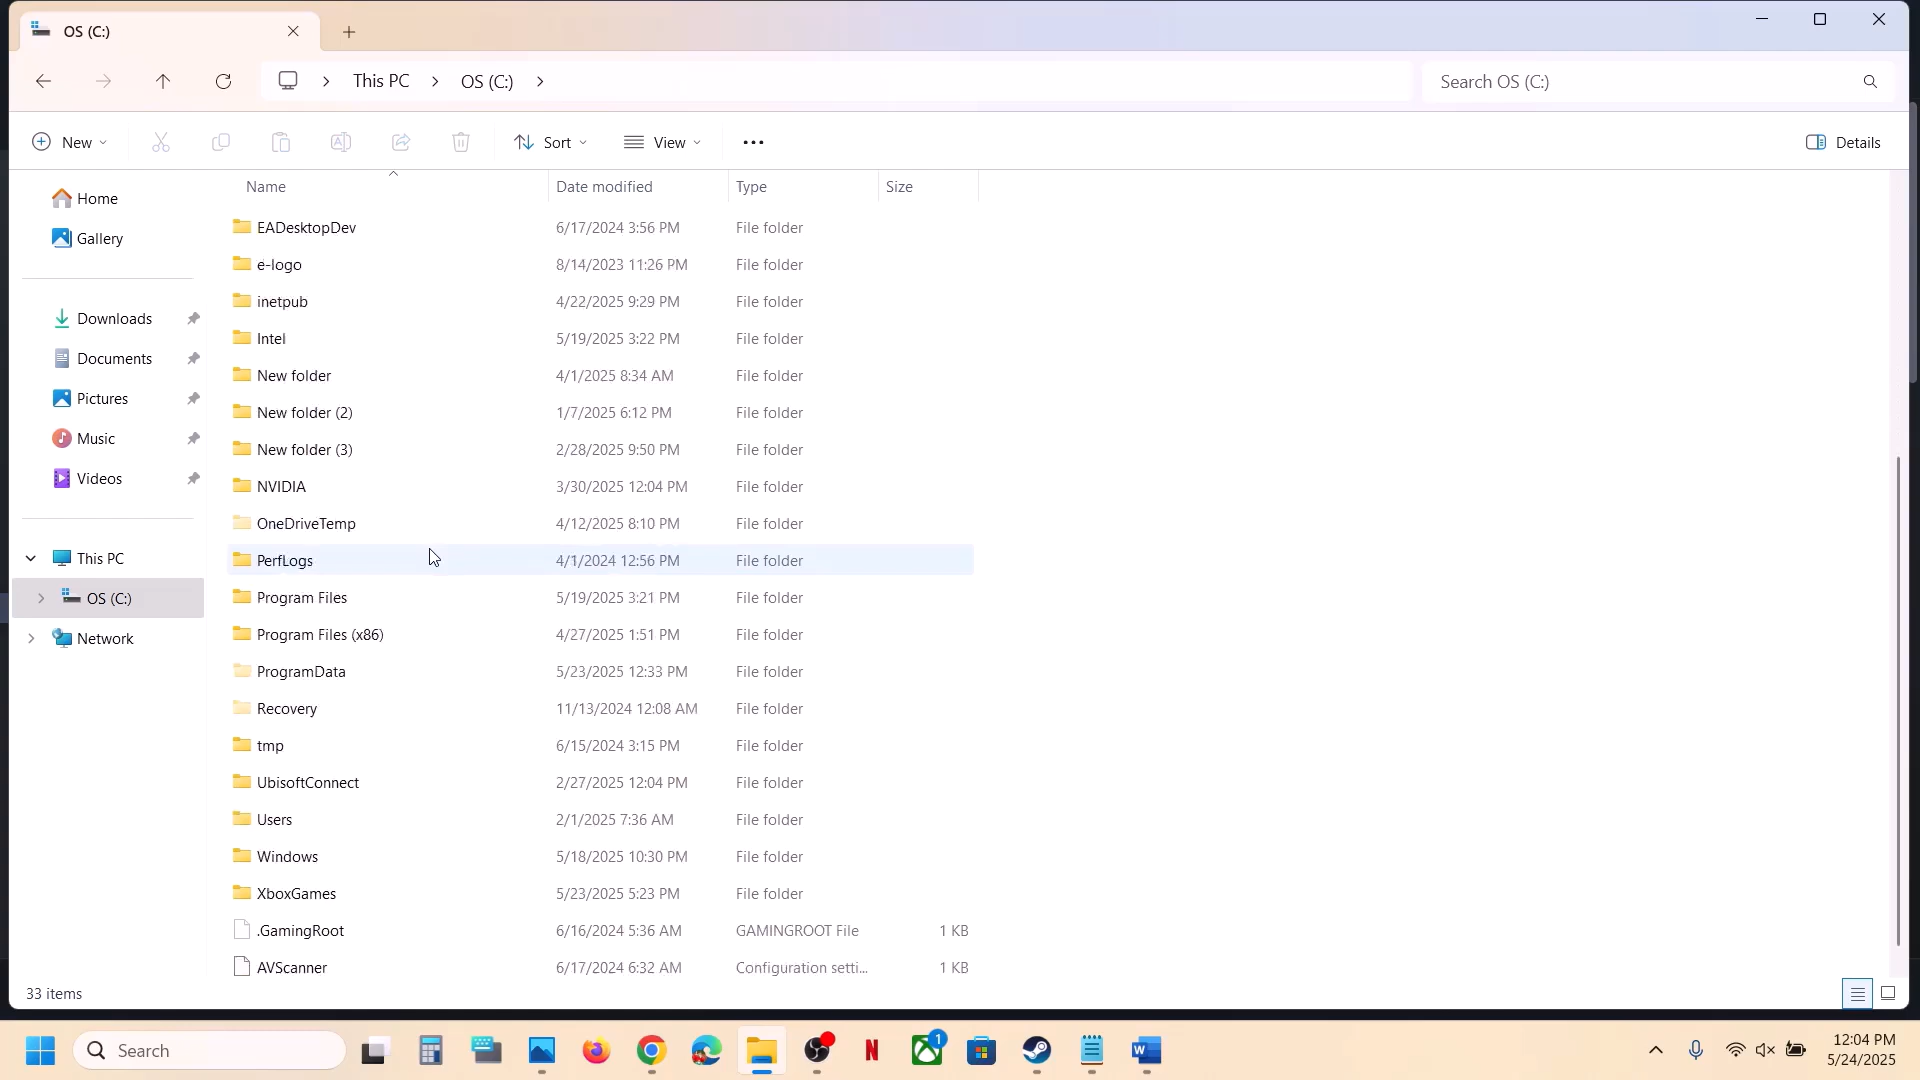 OS (C:)
This PC > OS (C:) >
Search OS (C:)
New
Sort
View
Details
Name Date modified Type Size
Home
Gallery
Downloads
Documents
Pictures
Music
Videos
This PC
OS (C:)
Network
EADesktopDev 6/17/2024 3:56 PM File folder
e-logo 8/14/2023 11:26 PM File folder
inetpub 4/22/2025 9:29 PM File folder
Intel 5/19/2025 3:22 PM File folder
New folder 4/1/2025 8:34 AM File folder
New folder (2) 1/7/2025 6:12 PM File folder
New folder (3) 2/28/2025 9:50 PM File folder
NVIDIA 3/30/2025 12:04 PM File folder
OneDriveTemp 4/12/2025 8:10 PM File folder
PerfLogs 4/1/2024 12:56 PM File folder
Program Files 5/19/2025 3:21 PM File folder
Program Files (x86) 4/27/2025 1:51 PM File folder
ProgramData 5/23/2025 12:33 PM File folder
Recovery 11/13/2024 12:08 AM File folder
tmp 6/15/2024 3:15 PM File folder
UbisoftConnect 2/27/2025 12:04 PM File folder
Users 2/1/2025 7:36 AM File folder
Windows 5/18/2025 10:30 PM File folder
XboxGames 5/23/2025 5:23 PM File folder
.GamingRoot 6/16/2024 5:36 AM GAMINGROOT File 1 KB
AVScanner 6/17/2024 6:32 AM Configuration setti... 1 KB
33 items
Search
12:04 PM
5/24/2025